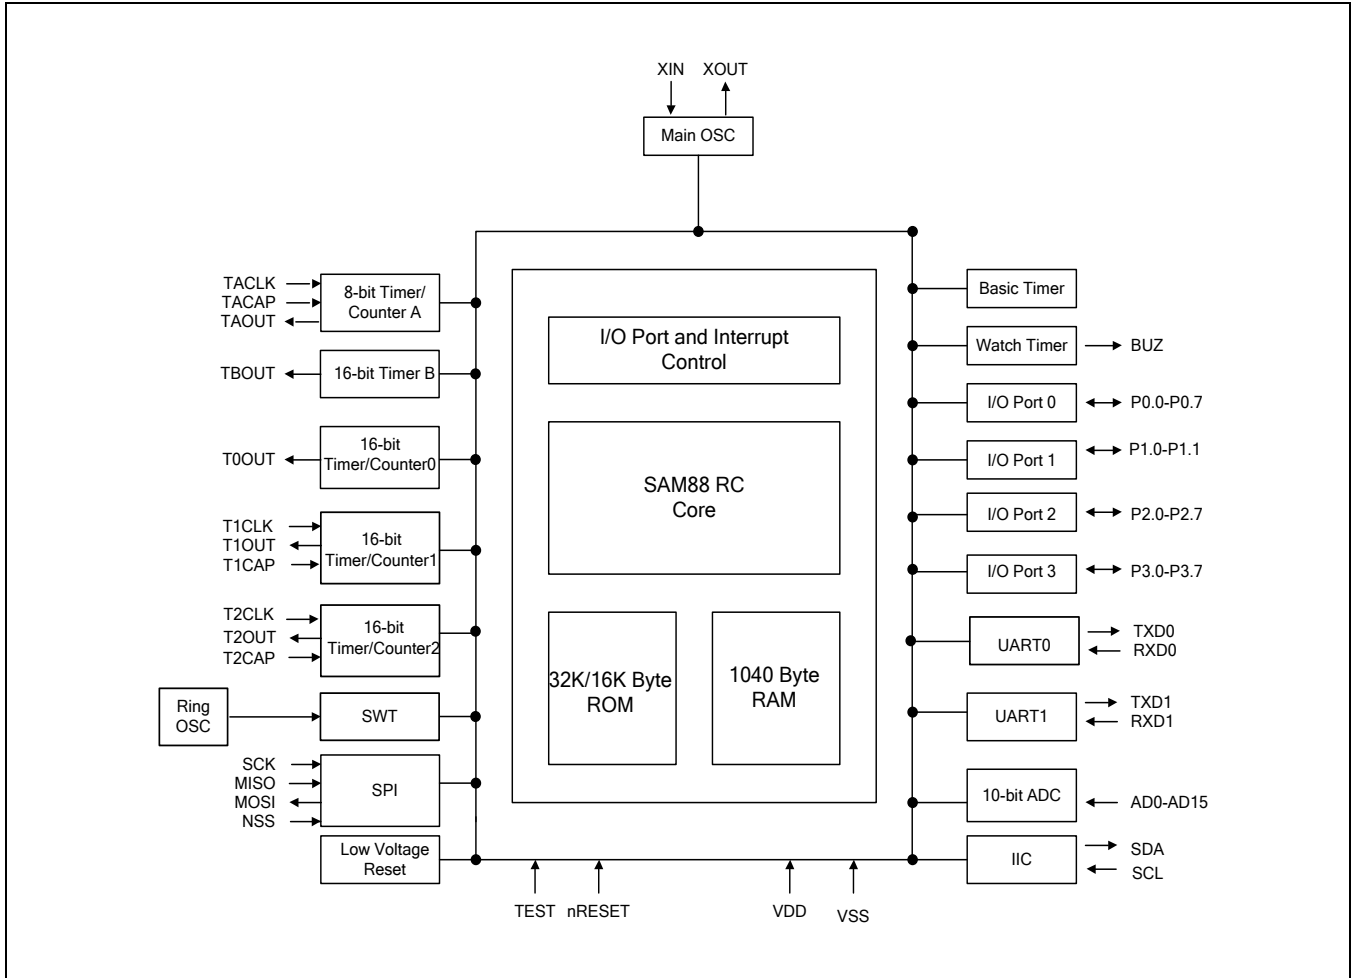 XIN XOUT
Main OSC
TACLK
TACAP
TAOUT
8-bit Timer/
Counter A
TBOUT
16-bit Timer B
T0OUT
16-bit
Timer/Counter0
T1CLK
T1OUT
T1CAP
16-bit
Timer/Counter1
T2CLK
T2OUT
T2CAP
16-bit
Timer/Counter2
Ring
OSC
SWT
SCK
MISO
MOSI
NSS
SPI
Low Voltage
Reset
I/O Port and Interrupt
Control
SAM88 RC
Core
32K/16K Byte
ROM
1040 Byte
RAM
Basic Timer
Watch Timer
BUZ
I/O Port 0
P0.0-P0.7
I/O Port 1
P1.0-P1.1
I/O Port 2
P2.0-P2.7
I/O Port 3
P3.0-P3.7
UART0
TXD0
RXD0
UART1
TXD1
RXD1
10-bit ADC
AD0-AD15
IIC
SDA
SCL
TEST nRESET VDD VSS